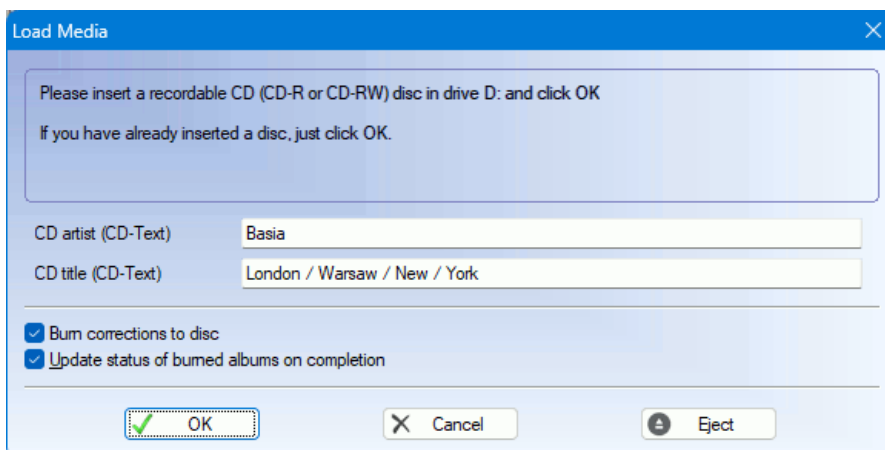 Load Media
Please insert a recordable CD (CD-R or CD-RW) disc in drive D: and click OK
If you have already inserted a disc, just click OK.
CD artist (CD-Text) Basia
CD title (CD-Text) London / Warsaw / New / York
Burn corrections to disc
Update status of burned albums on completion
OK Cancel Eject